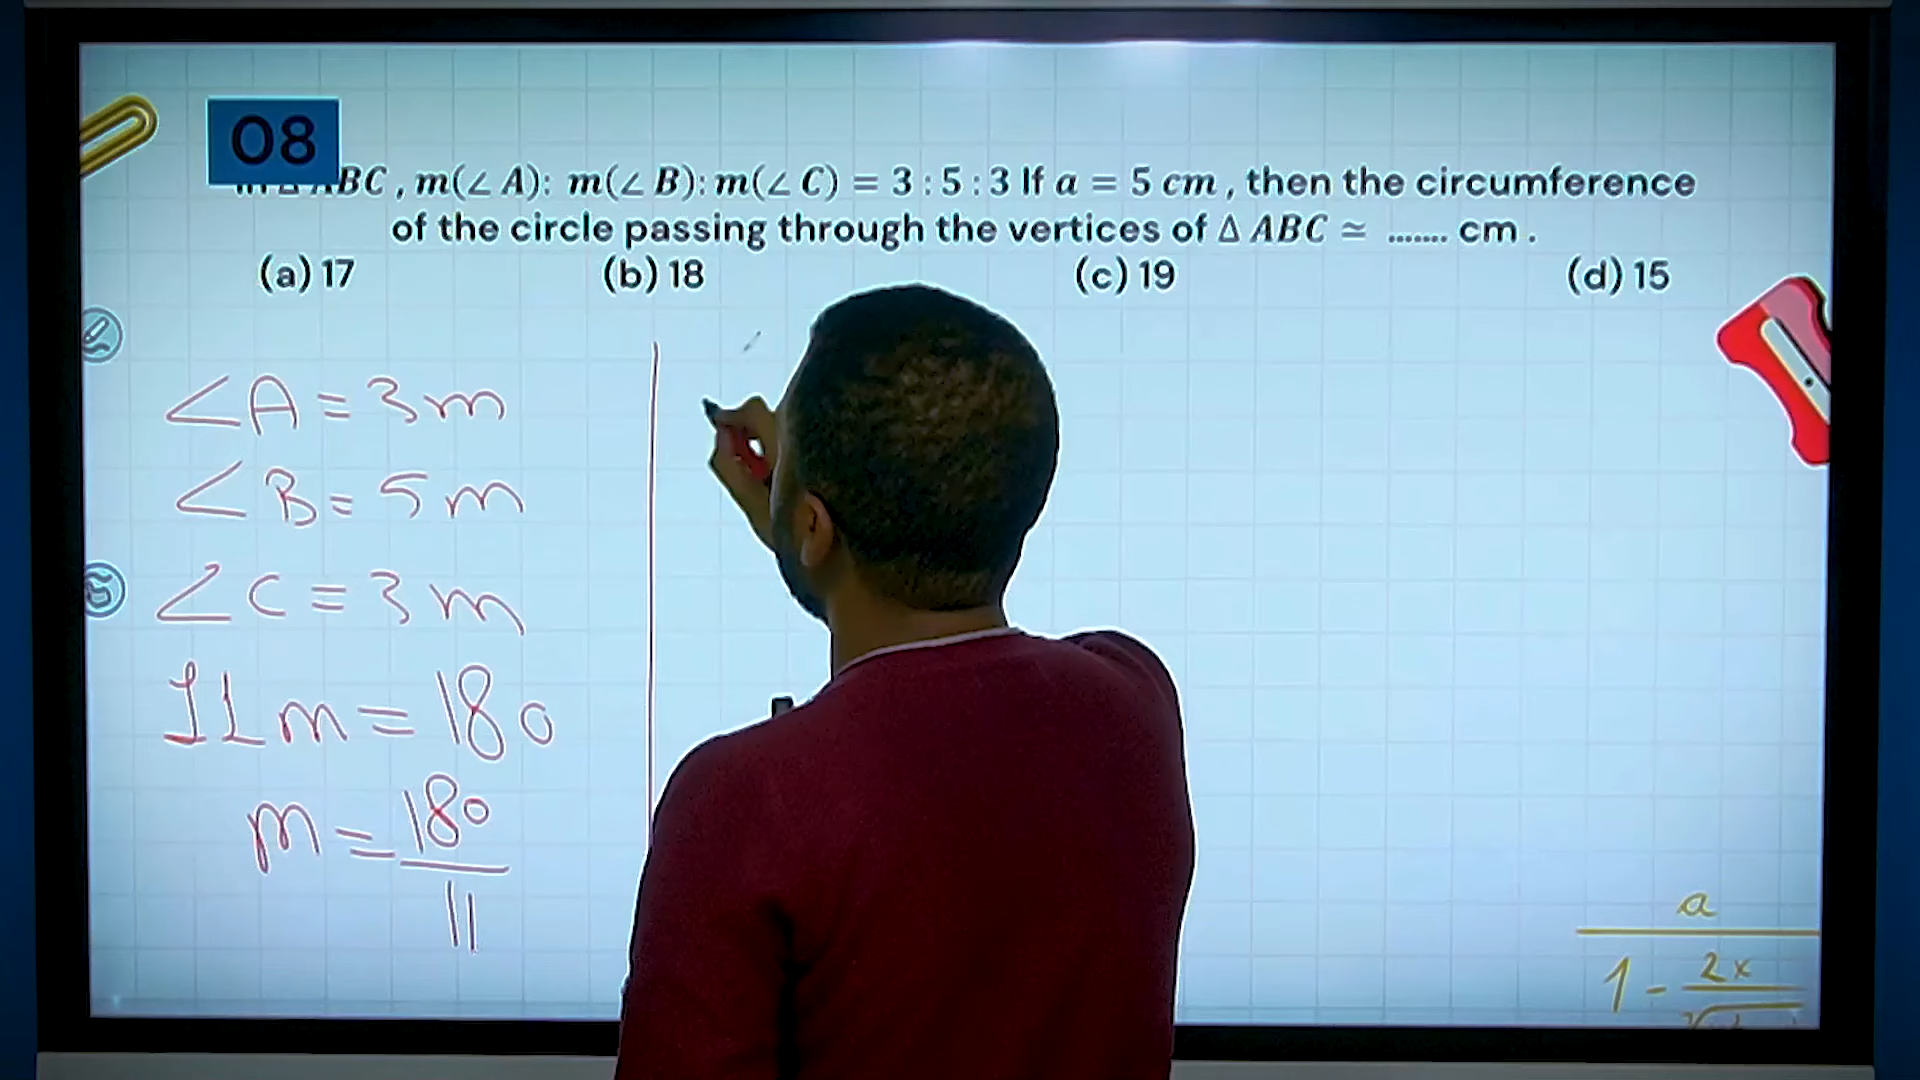 08
BC , m(∠ A): m(∠ B): m(∠ C) = 3 : 5 : 3 If a = 5 cm , then the circumference
of the circle passing through the vertices of Δ ABC ≃ ....... cm .
(a) 17 (b) 18 (c) 19 (d) 15
∠A = 3m
∠B = 5m
∠C = 3m
11m = 180
m = 180
11
a
1 - 2x